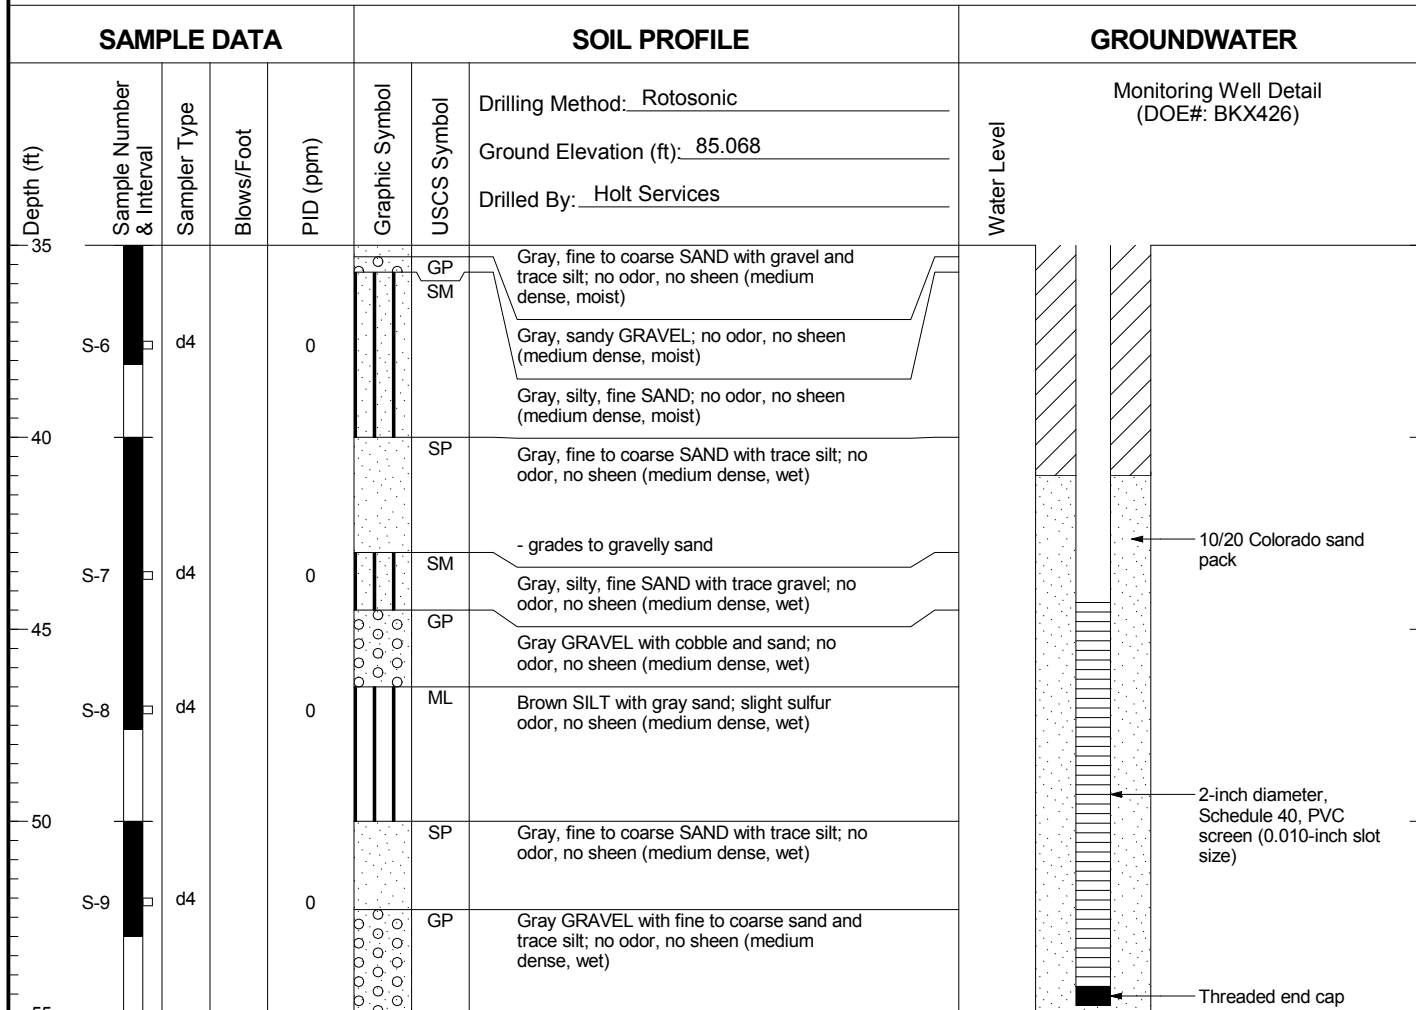 SAMPLE DATA
SOIL PROFILE
GROUNDWATER
Depth (ft)
Sample Number
& Interval
Sampler Type
Blows/Foot
PID (ppm)
Graphic Symbol
USCS Symbol
Drilling Method: Rotosonic
Ground Elevation (ft): 85.068
Drilled By: Holt Services
Water Level
Monitoring Well Detail
(DOE#: BKX426)
35
GP
Gray, fine to coarse SAND with gravel and
trace silt; no odor, no sheen (medium
dense, moist)
SM
Gray, sandy GRAVEL; no odor, no sheen
(medium dense, moist)
S-6
d4
0
Gray, silty, fine SAND; no odor, no sheen
(medium dense, moist)
40
SP
Gray, fine to coarse SAND with trace silt; no
odor, no sheen (medium dense, wet)
- grades to gravelly sand
10/20 Colorado sand
pack
SM
S-7
d4
0
Gray, silty, fine SAND with trace gravel; no
odor, no sheen (medium dense, wet)
45
GP
Gray GRAVEL with cobble and sand; no
odor, no sheen (medium dense, wet)
ML
Brown SILT with gray sand; slight sulfur
odor, no sheen (medium dense, wet)
S-8
d4
0
2-inch diameter,
Schedule 40, PVC
screen (0.010-inch slot
size)
50
SP
Gray, fine to coarse SAND with trace silt; no
odor, no sheen (medium dense, wet)
S-9
d4
0
GP
Gray GRAVEL with fine to coarse sand and
trace silt; no odor, no sheen (medium
dense, wet)
Threaded end cap